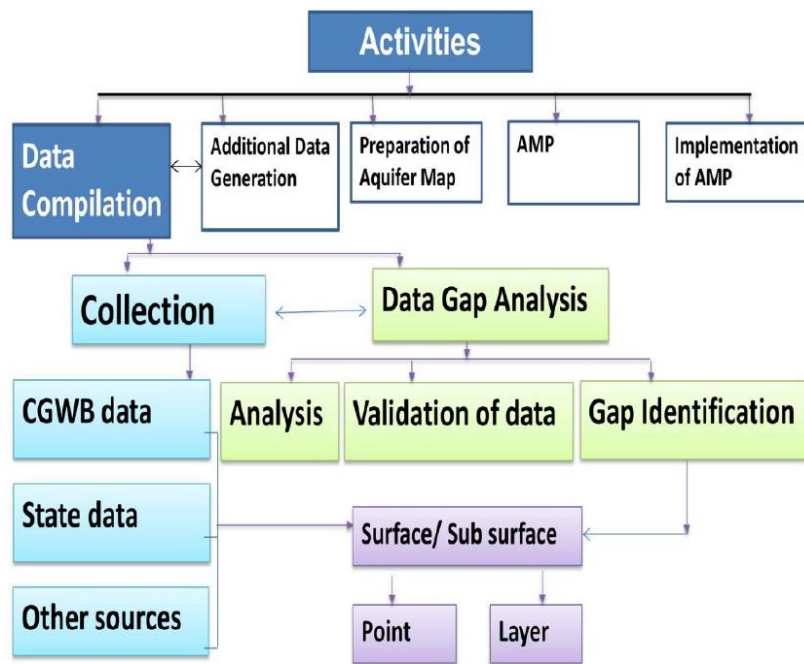 Activities
Data
Compilation
Additional Data
Generation
Preparation of
Aquifer Map
AMP
Implementation
of AMP
Collection
Data Gap Analysis
CGWB data
Analysis
Validation of data
Gap Identification
State data
Surface/ Sub surface
Other sources
Point
Layer